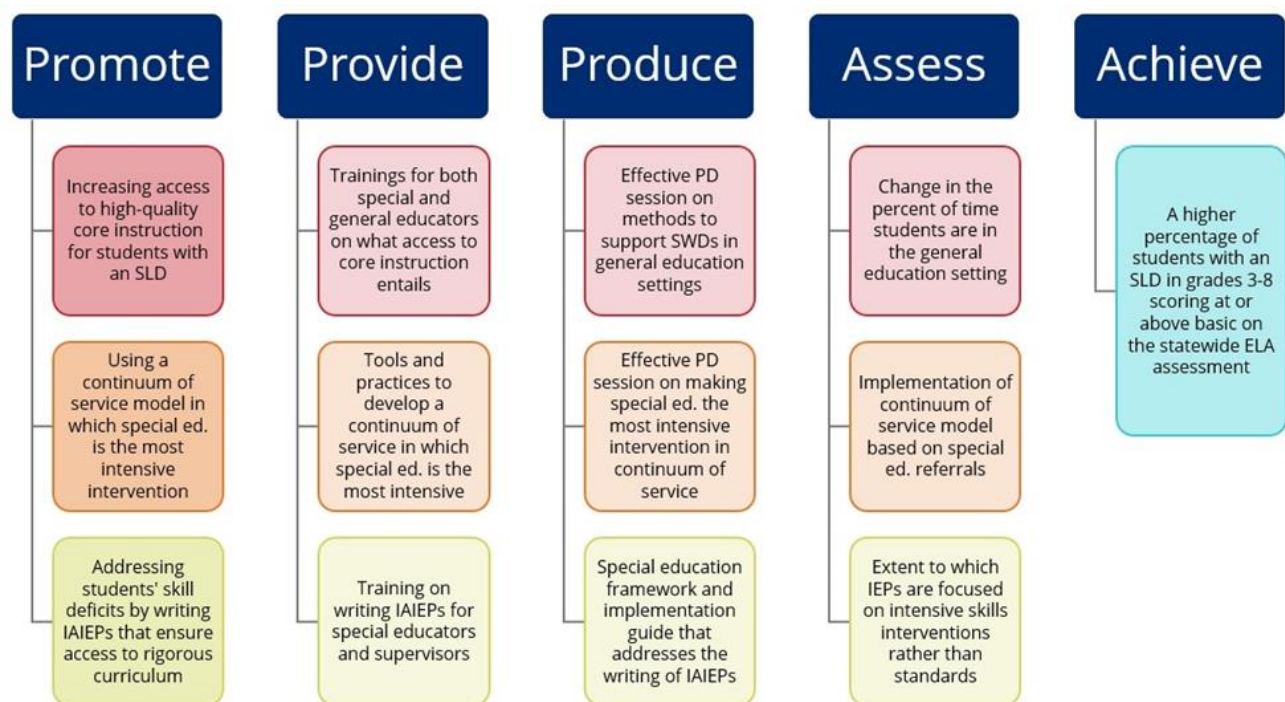 Promote
Increasing access
to high-quality
core instruction
for students with
an SLD
Using a
continuum of
service model in
which special ed.
is the most
intensive
intervention
Addressing
students' skill
deficits by writing
IAIEPs that ensure
access to rigorous
curriculum
Provide
Trainings for both
special and
general educators
on what access to
core instruction
entails
Tools and
practices to
develop a
continuum of
service in which
special ed. is the
most intensive
Training on
writing IAIEPs for
special educators
and supervisors
Produce
Effective PD
session on
methods to
support SWDs in
general education
settings
Effective PD
session on making
special ed. the
most intensive
intervention in
continuum of
service
Special education
framework and
implementation
guide that
addresses the
writing of IAIEPs
Assess
Change in the
percent of time
students are in
the general
education setting
Implementation of
continuum of
service model
based on special
ed. referrals
Extent to which
IEPs are focused
on intensive skills
interventions
rather than
standards
Achieve
A higher
percentage of
students with an
SLD in grades 3-8
scoring at or
above basic on
the statewide ELA
assessment